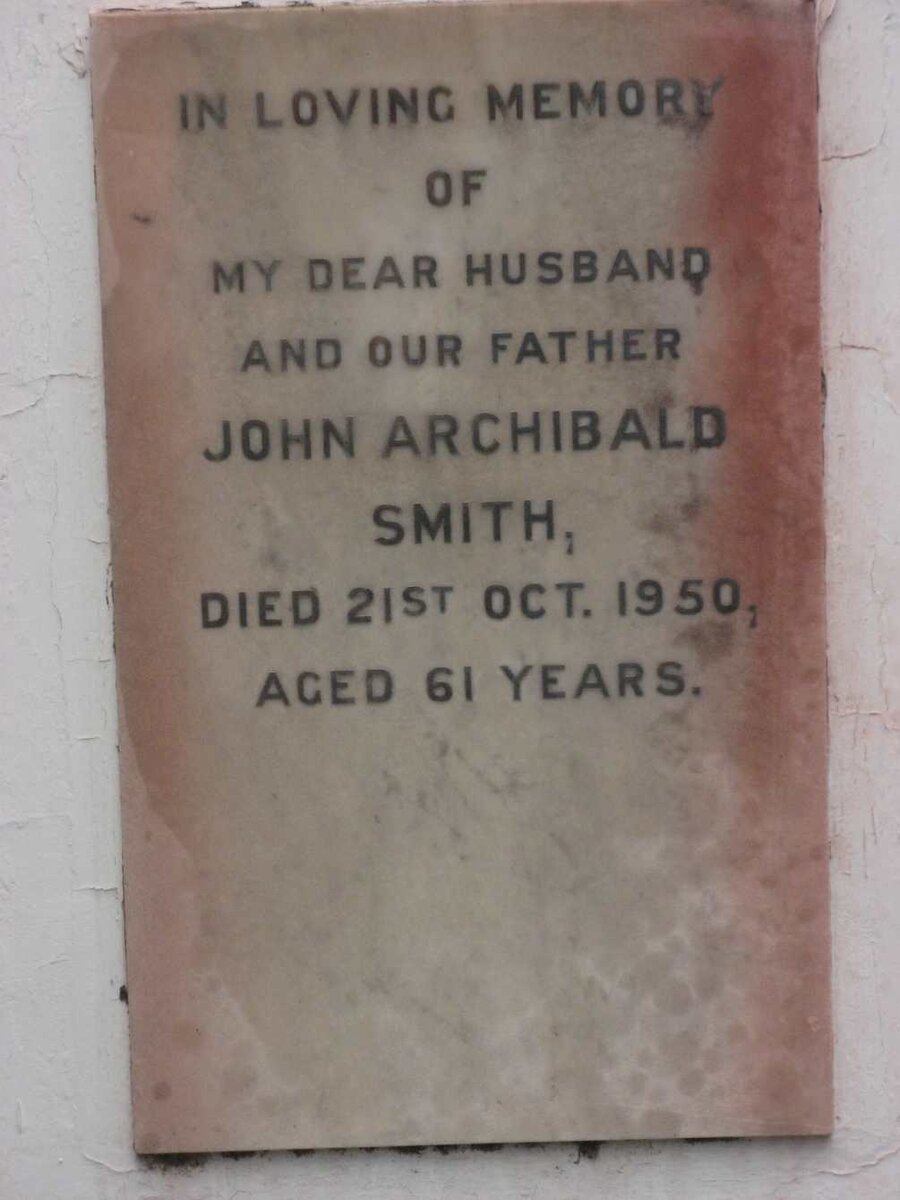 IN LOVING MEMORY
OF
MY DEAR HUSBAND
AND OUR FATHER
JOHN ARCHIBALD
SMITH,
DIED 21ST OCT. 1950,
AGED 61 YEARS.